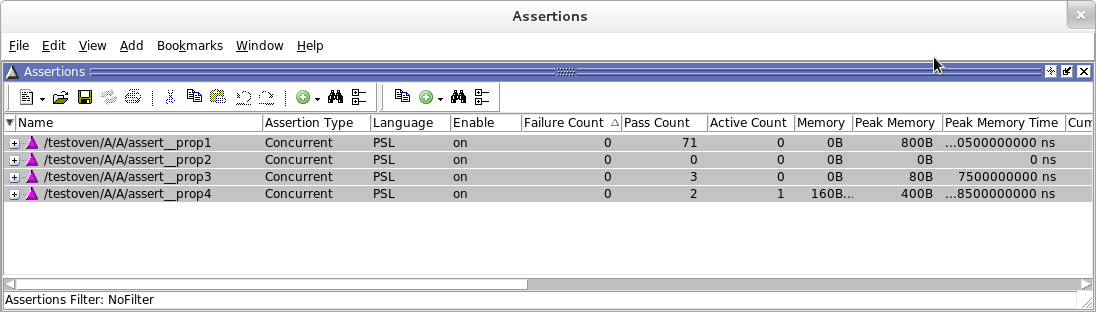 Assertions
File Edit View Add Bookmarks Window Help
Assertions
Name Assertion Type Language Enable Failure Count Pass Count Active Count Memory Peak Memory Peak Memory Time Cum
/testoven/A/A/assert__prop1 Concurrent PSL on 0 71 0 0B 800B ...0500000000 ns
/testoven/A/A/assert__prop2 Concurrent PSL on 0 0 0 0B 0B 0 ns
/testoven/A/A/assert__prop3 Concurrent PSL on 0 3 0 0B 80B 7500000000 ns
/testoven/A/A/assert__prop4 Concurrent PSL on 0 2 1 160B... 400B ...8500000000 ns
Assertions Filter: NoFilter